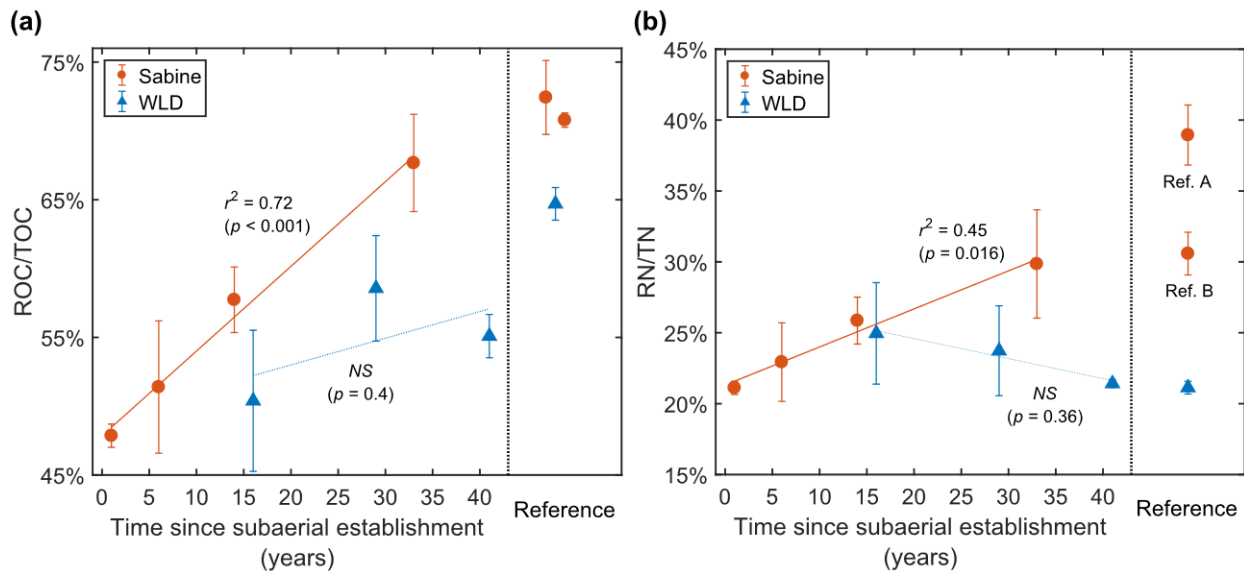 (a)
75%
65%
55%
45%
ROC/TOC
Sabine
WLD
r² = 0.72
(p < 0.001)
NS
(p = 0.4)
0 5 10 15 20 25 30 35 40
Reference
Time since subaerial establishment
(years)
(b)
45%
40%
35%
30%
25%
20%
15%
RN/TN
Sabine
WLD
r² = 0.45
(p = 0.016)
NS
(p = 0.36)
Ref. A
Ref. B
0 5 10 15 20 25 30 35 40
Reference
Time since subaerial establishment
(years)